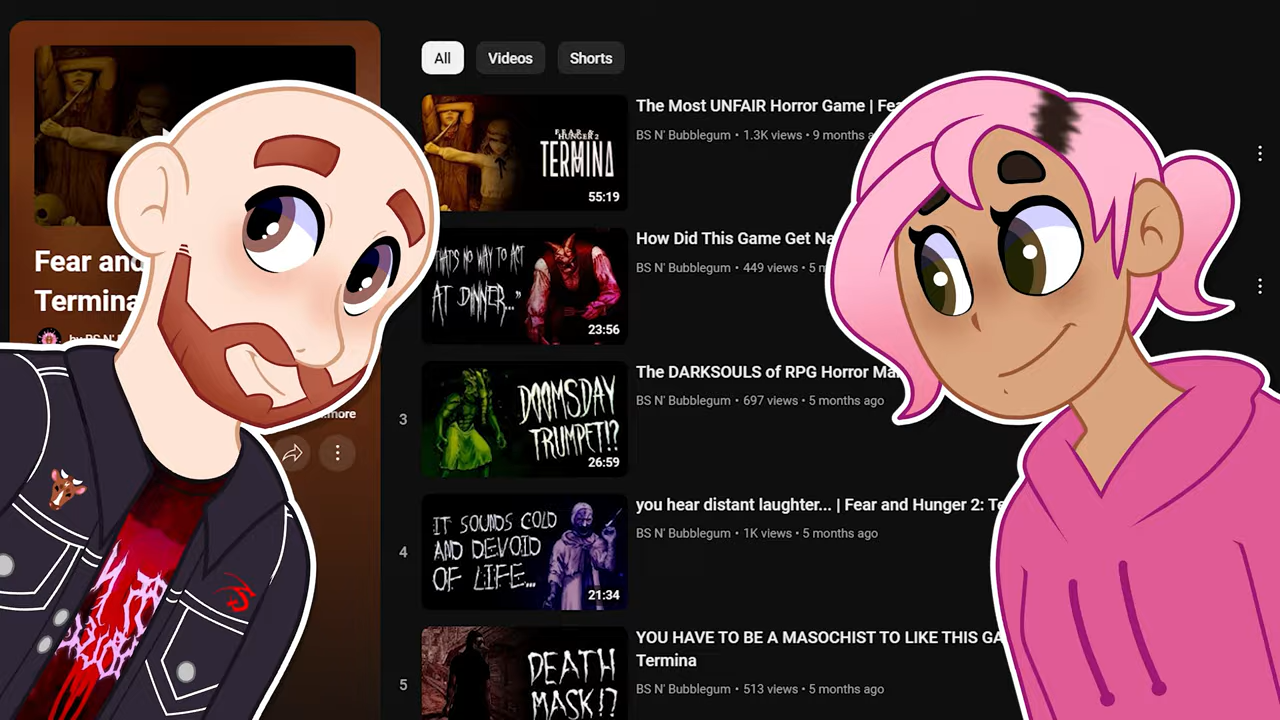 All
Videos
Shorts
Fear and
Termina
.more
The Most UNFAIR Horror Game | Fea
BS N' Bubblegum • 1.3K views • 9 months a
HUNGER 2
TERMINA
55:19
How Did This Game Get Na
BS N' Bubblegum • 449 views • 5 m
THAT'S NO WAY TO ACT
AT DINNER..."
23:56
3
The DARKSOULS of RPG Horror Ma
BS N' Bubblegum • 697 views • 5 months ago
DOOMSDAY
TRUMPET!?
26:59
4
you hear distant laughter... | Fear and Hunger 2: Te
BS N' Bubblegum • 1K views • 5 months ago
IT SOUNDS COLD
AND DEVOID
OF LIFE...
21:34
5
YOU HAVE TO BE A MASOCHIST TO LIKE THIS GA
Termina
BS N' Bubblegum • 513 views • 5 months ago
DEATH
MASK!?